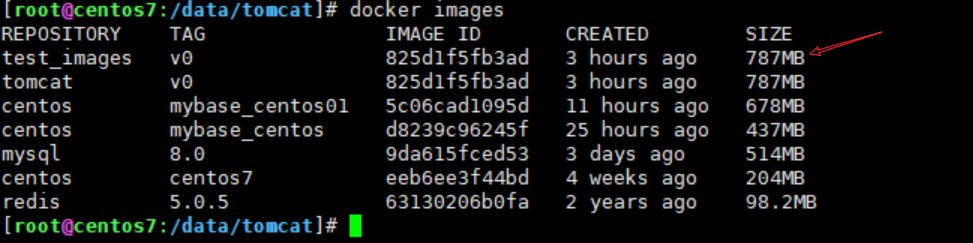 [root@centos7:/data/tomcat]# docker images
REPOSITORY TAG IMAGE ID CREATED SIZE
test_images v0 825d1f5fb3ad 3 hours ago 787MB
tomcat v0 825d1f5fb3ad 3 hours ago 787MB
centos mybase_centos01 5c06cad1095d 11 hours ago 678MB
centos mybase_centos d8239c96245f 25 hours ago 437MB
mysql 8.0 9da615fced53 3 days ago 514MB
centos centos7 eeb6ee3f44bd 4 weeks ago 204MB
redis 5.0.5 63130206b0fa 2 years ago 98.2MB
[root@centos7:/data/tomcat]#